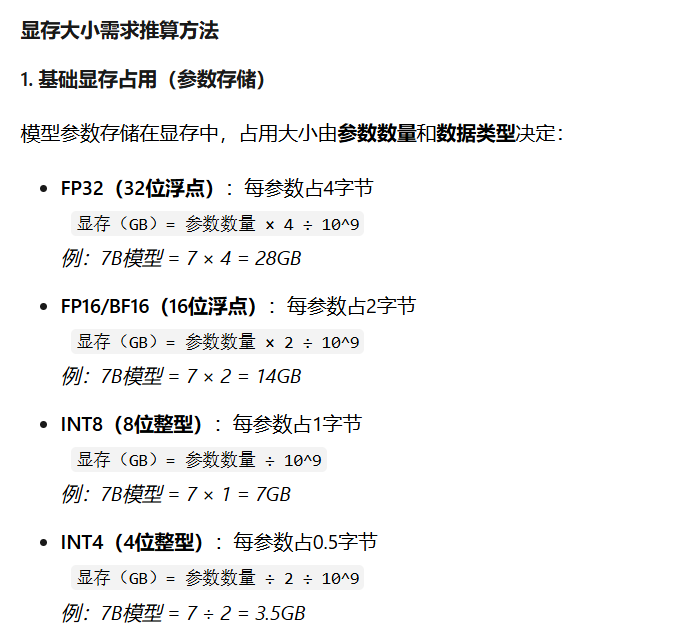 显存大小需求推算方法
1. 基础显存占用（参数存储）
模型参数存储在显存中，占用大小由参数数量和数据类型决定：
• FP32（32位浮点）：每参数占4字节
显存（GB）= 参数数量 × 4 ÷ 10^9
例：7B模型 = 7 × 4 = 28GB
• FP16/BF16（16位浮点）：每参数占2字节
显存（GB）= 参数数量 × 2 ÷ 10^9
例：7B模型 = 7 × 2 = 14GB
• INT8（8位整型）：每参数占1字节
显存（GB）= 参数数量 ÷ 10^9
例：7B模型 = 7 × 1 = 7GB
• INT4（4位整型）：每参数占0.5字节
显存（GB）= 参数数量 ÷ 2 ÷ 10^9
例：7B模型 = 7 ÷ 2 = 3.5GB